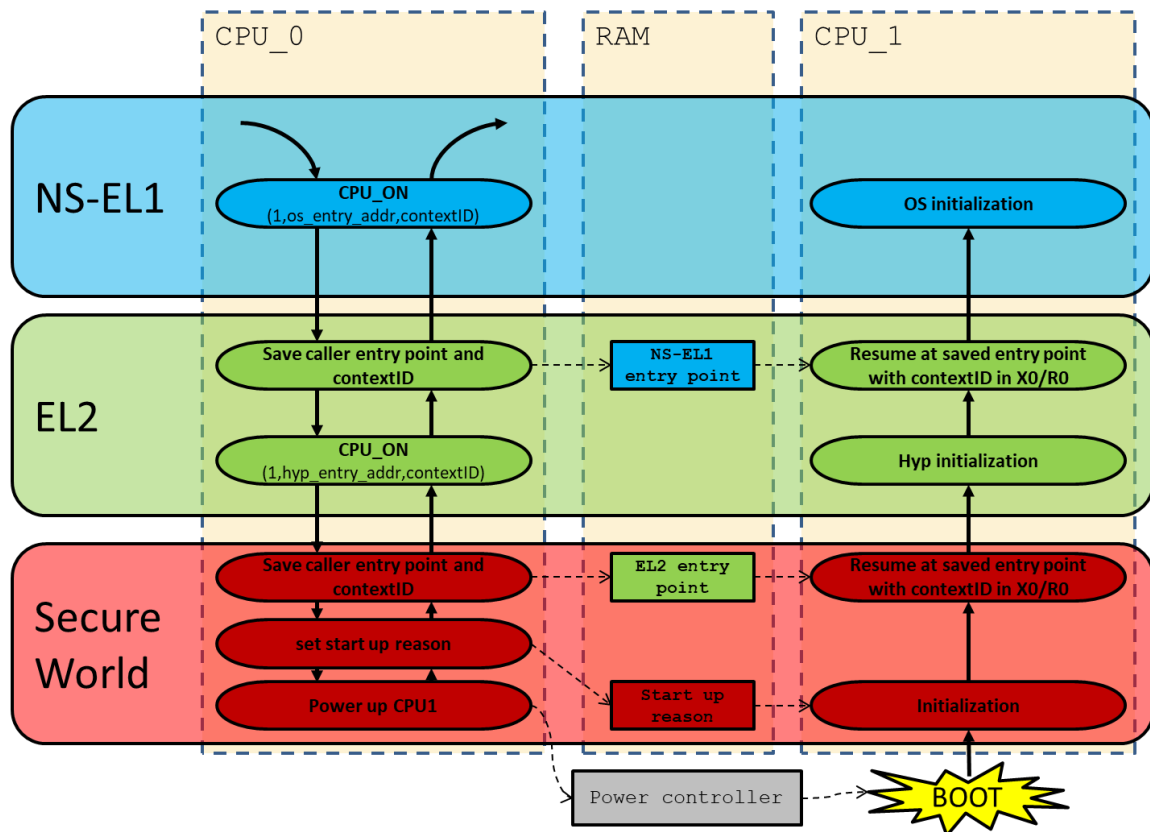 CPU_0
RAM
CPU_1
NS-EL1
CPU_ON
(1,os_entry_addr,contextID)
OS initialization
EL2
Save caller entry point and
contextID
NS-EL1
entry point
Resume at saved entry point
with contextID in X0/R0
CPU_ON
(1,hyp_entry_addr,contextID)
Hyp initialization
Secure
World
Save caller entry point and
contextID
EL2 entry
point
Resume at saved entry point
with contextID in X0/R0
set start up reason
Power up CPU1
Start up
reason
Initialization
Power controller
BOOT